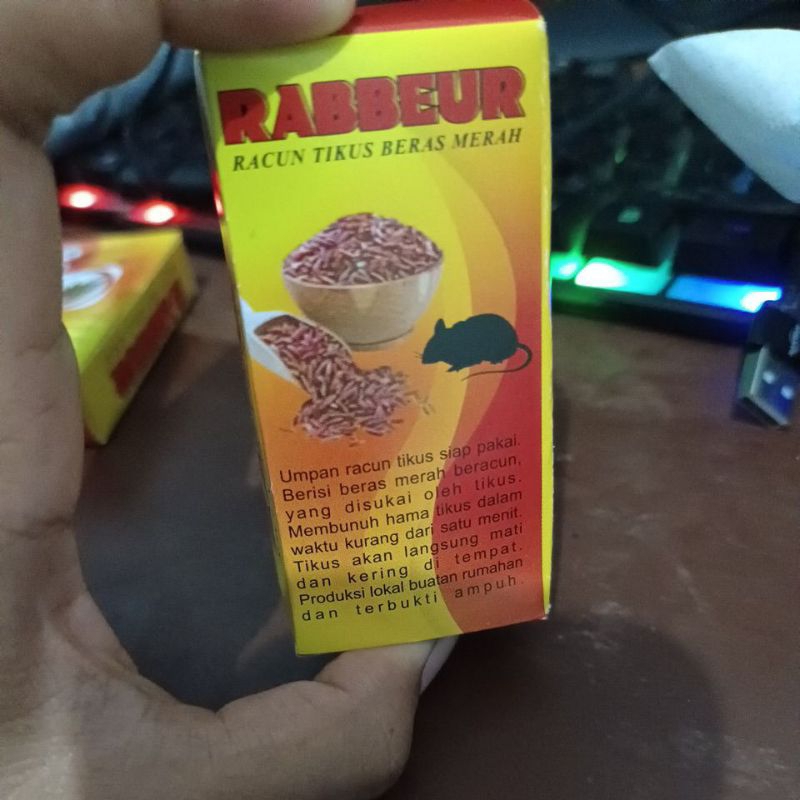 RABBEUR
RACUN TIKUS BERAS MERAH
Umpan racun tikus siap pakai.
Berisi beras merah beracun,
yang disukai oleh tikus.
Membunuh hama tikus dalam
waktu kurang dari satu menit.
Tikus akan langsung mati
dan kering di tempat.
Produksi lokal buatan rumahan
dan terbukti ampuh.